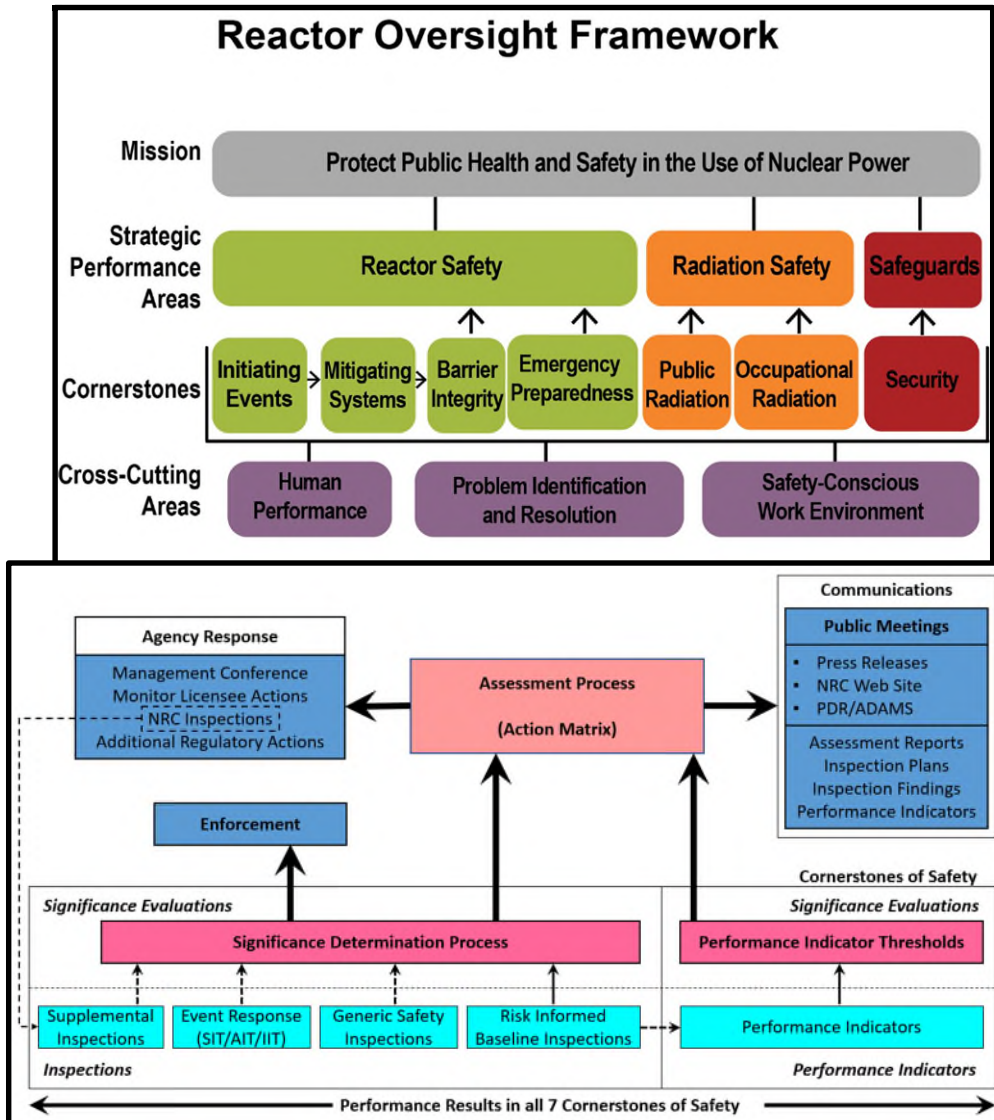 Reactor Oversight Framework
Mission
Protect Public Health and Safety in the Use of Nuclear Power
Strategic
Performance
Areas
Reactor Safety
Radiation Safety
Safeguards
Cornerstones
Initiating
Events
Mitigating
Systems
Barrier
Integrity
Emergency
Preparedness
Public
Radiation
Occupational
Radiation
Security
Cross-Cutting
Areas
Human
Performance
Problem Identification
and Resolution
Safety-Conscious
Work Environment
Agency Response
Management Conference
Monitor Licensee Actions
NRC Inspections
Additional Regulatory Actions
Assessment Process
(Action Matrix)
Communications
Public Meetings
• Press Releases
• NRC Web Site
• PDR/ADAMS
Assessment Reports
Inspection Plans
Inspection Findings
Performance Indicators
Enforcement
Cornerstones of Safety
Significance Evaluations
Significance Evaluations
Significance Determination Process
Performance Indicator Thresholds
Supplemental
Inspections
Event Response
(SIT/AIT/IIT)
Generic Safety
Inspections
Risk Informed
Baseline Inspections
Performance Indicators
Inspections
Performance Indicators
Performance Results in all 7 Cornerstones of Safety